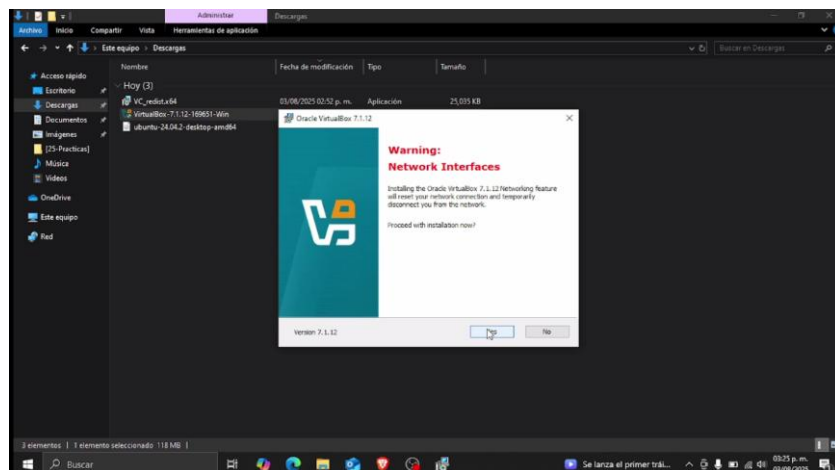 Administrar
Descargas
Archivo Inicio Compartir Vista Herramientas de aplicación
Este equipo > Descargas
Buscar en Descargas
Nombre Fecha de modificación Tipo Tamaño
Acceso rápido
Escritorio
Descargas
Documentos
Imágenes
[25-Practicas]
Música
Videos
OneDrive
Este equipo
Red
Hoy (3)
VC_redist.x64 03/08/2025 02:52 p. m. Aplicación 25,035 KB
VirtualBox-7.1.12-169651-Win
ubuntu-24.04.2-desktop-amd64
Oracle VirtualBox 7.1.12
Warning:
Network Interfaces
Installing the Oracle VirtualBox 7.1.12 Networking feature
will reset your network connection and temporarily
disconnect you from the network.
Proceed with installation now?
Version 7.1.12
Yes No
3 elementos | 1 elemento seleccionado 118 MB |
Buscar
Se lanza el primer trái...
03:25 p. m.
03/08/2025